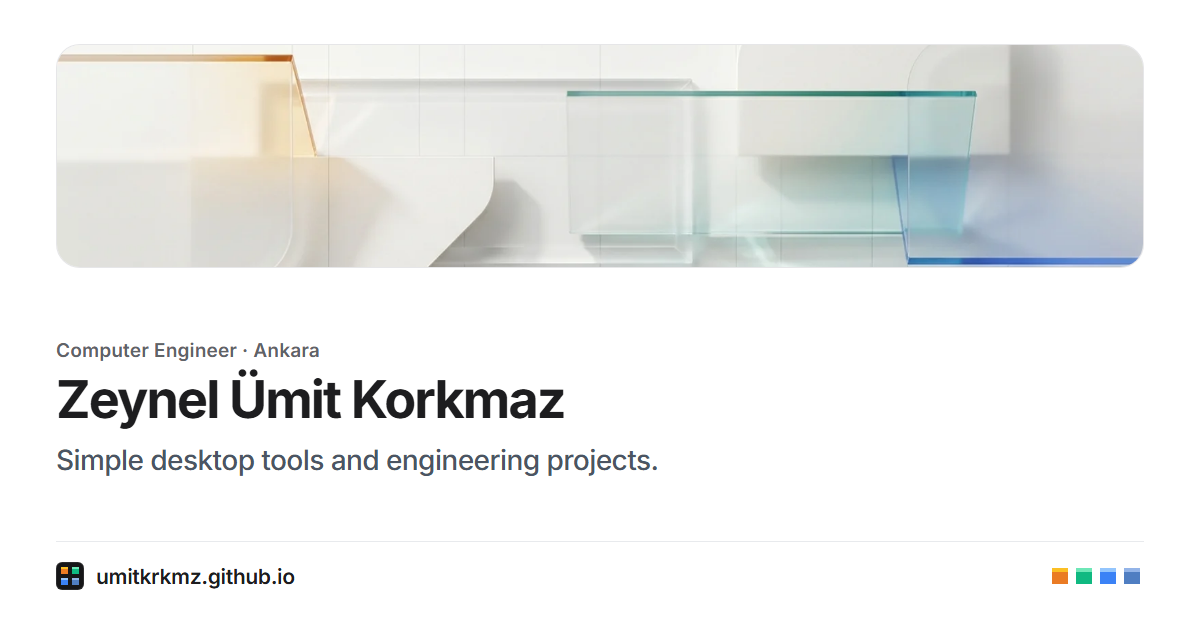 Computer Engineer · Ankara
Zeynel Ümit Korkmaz
Simple desktop tools and engineering projects.
umitkrkmz.github.io